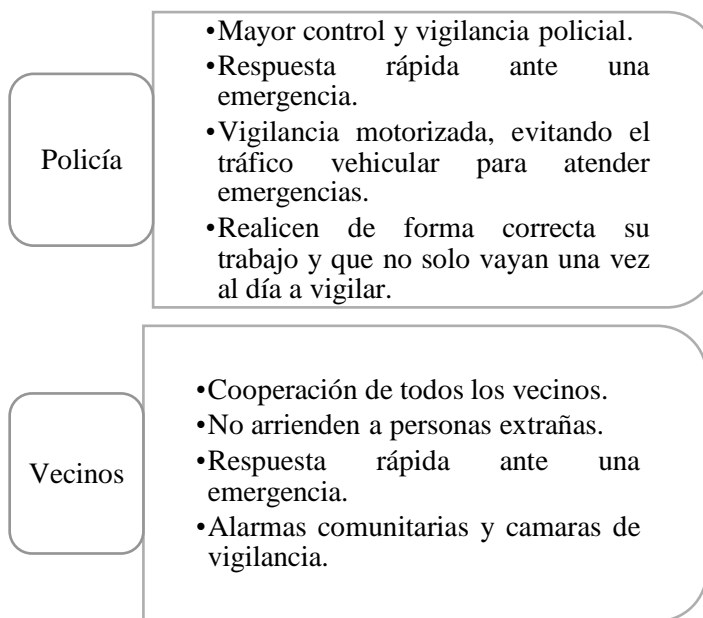 Policía
•Mayor control y vigilancia policial.
•Respuesta rápida ante una
emergencia.
•Vigilancia motorizada, evitando el
tráfico vehicular para atender
emergencias.
•Realicen de forma correcta su
trabajo y que no solo vayan una vez
al día a vigilar.
Vecinos
•Cooperación de todos los vecinos.
•No arrienden a personas extrañas.
•Respuesta rápida ante una
emergencia.
•Alarmas comunitarias y camaras de
vigilancia.